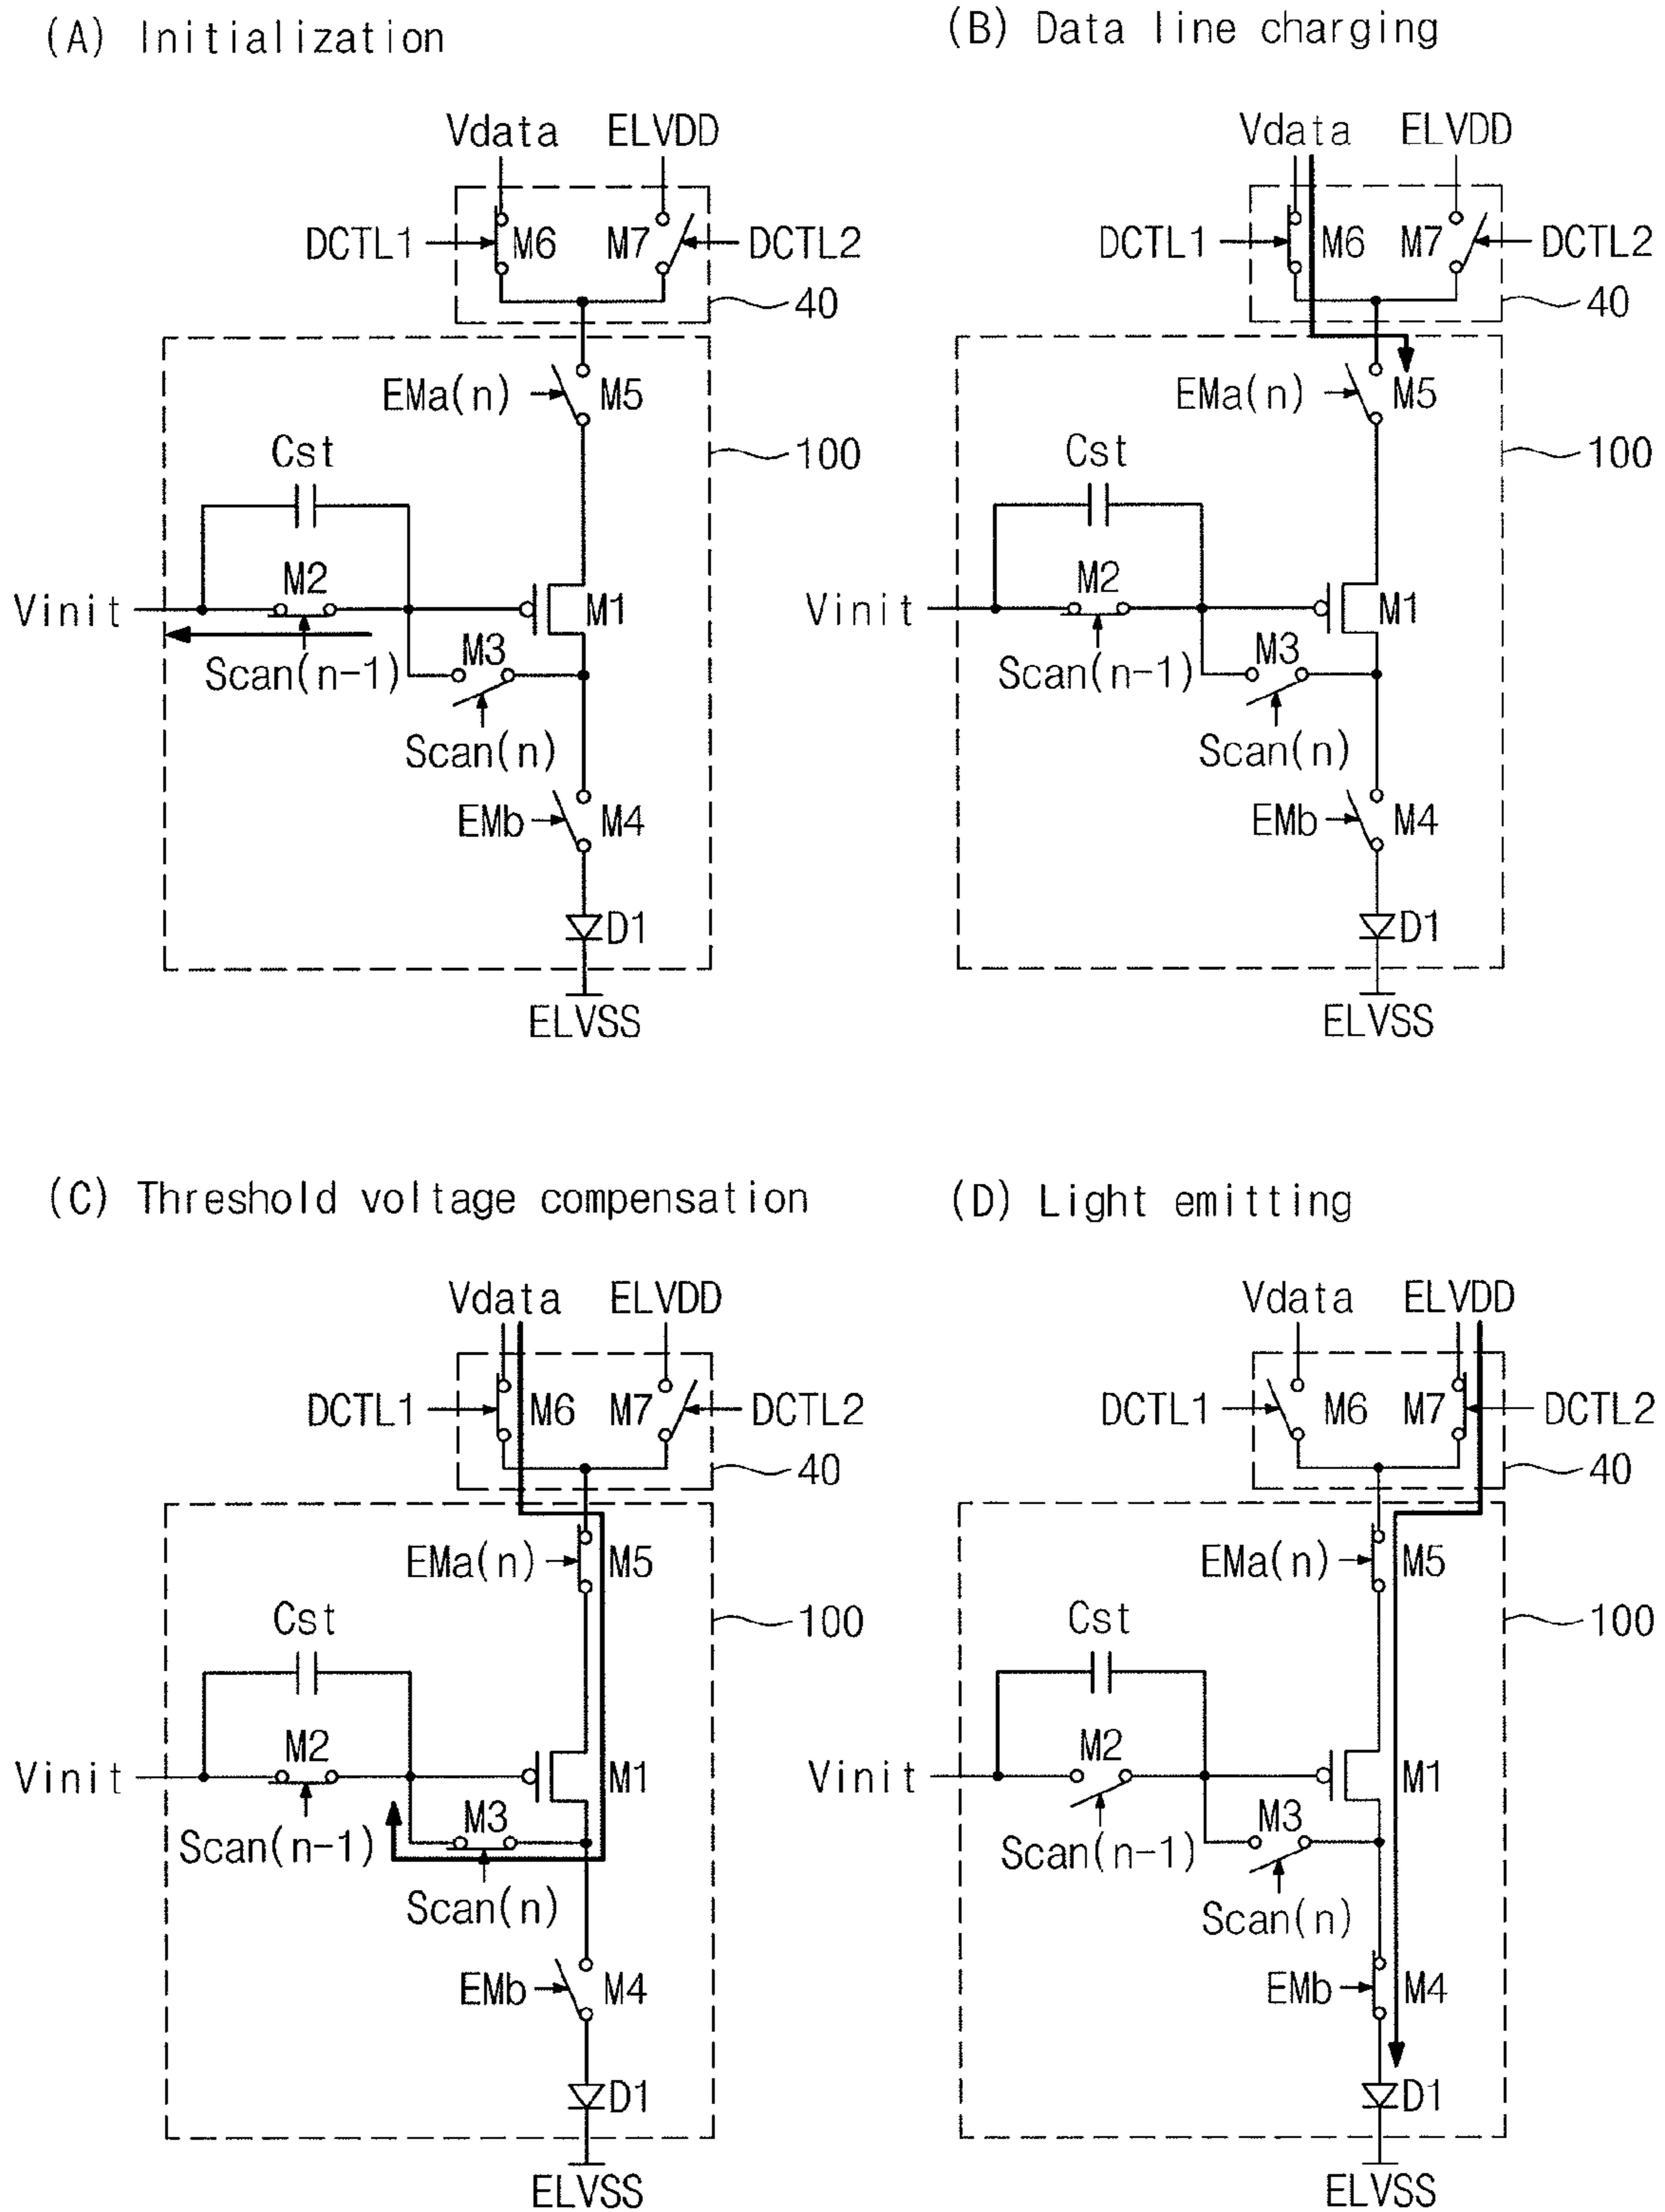 (A) Initialization
Vdata ELVDD
DCTL1 M6 M7 DCTL2
40
EMa(n) M5
Cst 100
M2
Vinit M1
Scan(n-1) M3
Scan(n)
EMb M4
D1
ELVSS
(B) Data line charging
Vdata ELVDD
DCTL1 M6 M7 DCTL2
40
EMa(n) M5
Cst 100
M2
Vinit M1
Scan(n-1) M3
Scan(n)
EMb M4
D1
ELVSS
(C) Threshold voltage compensation
Vdata ELVDD
DCTL1 M6 M7 DCTL2
40
EMa(n) M5
Cst 100
M2
Vinit M1
Scan(n-1) M3
Scan(n)
EMb M4
D1
ELVSS
(D) Light emitting
Vdata ELVDD
DCTL1 M6 M7 DCTL2
40
EMa(n) M5
Cst 100
M2
Vinit M1
Scan(n-1) M3
Scan(n)
EMb M4
D1
ELVSS